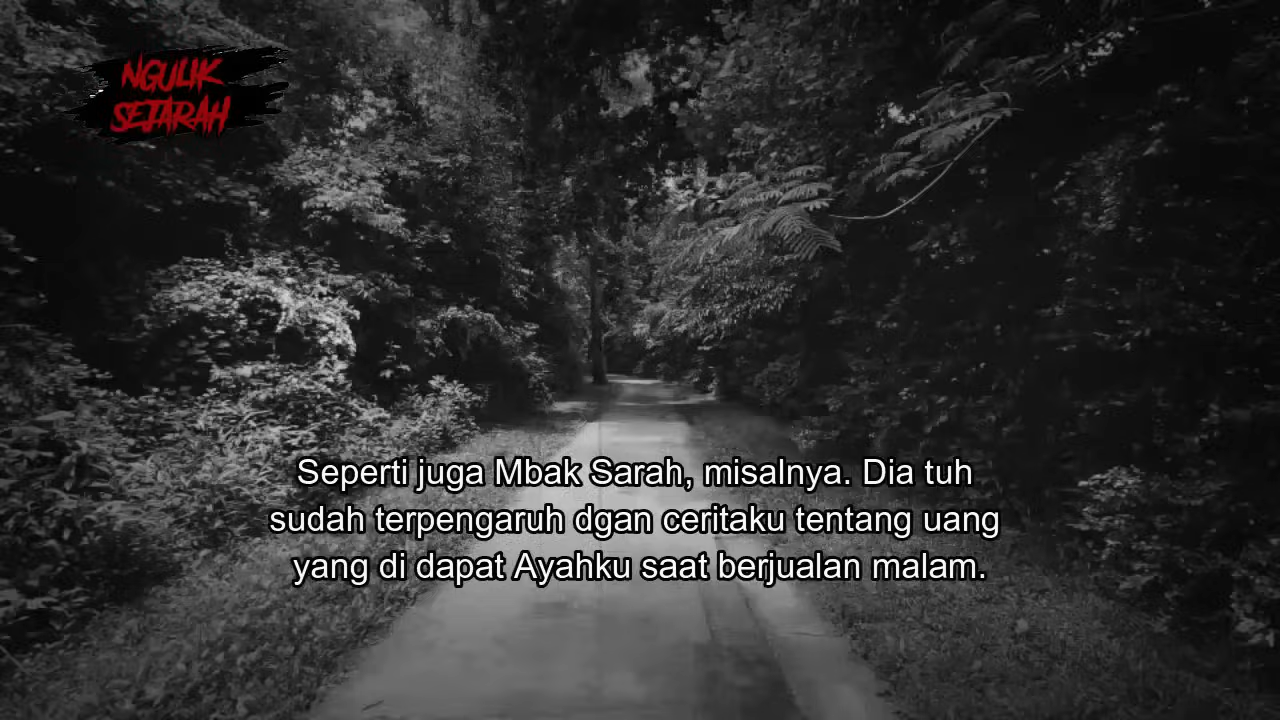 NGULIK
SEJARAH
Seperti juga Mbak Sarah, misalnya. Dia tuh
sudah terpengaruh dgan ceritaku tentang uang
yang di dapat Ayahku saat berjualan malam.